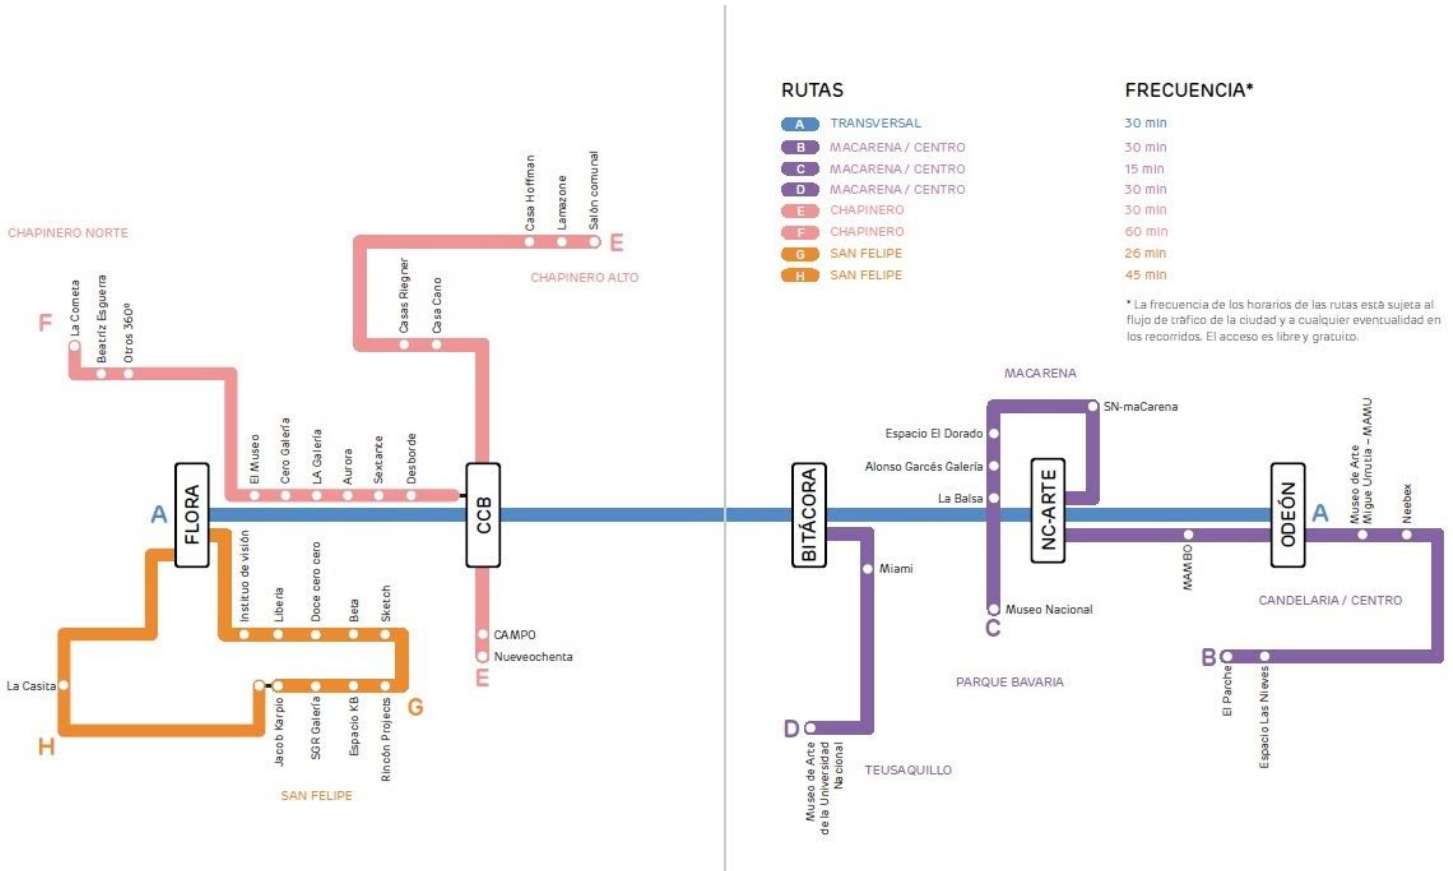 RUTAS
FRECUENCIA*
A TRANSVERSAL 30 min
B MACARENA / CENTRO 30 min
C MACARENA / CENTRO 15 min
D MACARENA / CENTRO 30 min
E CHAPINERO 30 min
F CHAPINERO 60 min
G SAN FELIPE 26 min
H SAN FELIPE 45 min
* La frecuencia de los horarios de las rutas está sujeta al
flujo de tráfico de la ciudad y a cualquier eventualidad en
los recorridos. El acceso es libre y gratuito.
CHAPINERO NORTE
F
La Cometa
Beatríz Esguerra
Otros 360º
Casa Hoffman
Lamazone
Salón comunal
E
CHAPINERO ALTO
Casas Riegner
Casa Cano
El Museo
Cero Galería
LA Galería
Aurora
Sextante
Desborde
A
FLORA
CCB
Instituo de visión
Liberia
Doce cero cero
Beta
Sketch
CAMPO
Nueveochenta
E
La Casita
H
Jacob Karpio
SGR Galería
Espacio KB
Rincón Projects
G
SAN FELIPE
MACARENA
SN-maCarena
Espacio El Dorado
Alonso Garcés Galería
La Balsa
BITÁCORA
NC-ARTE
ODEÓN
A
Museo de Arte
Migue Urrutia – MAMU
Neebex
Miami
MAMBO
Museo Nacional
C
CANDELARIA / CENTRO
PARQUE BAVARIA
B
El Parche
Espacio Las Nieves
D
Museo de Arte
de la Universidad
Nacional
TEUSAQUILLO